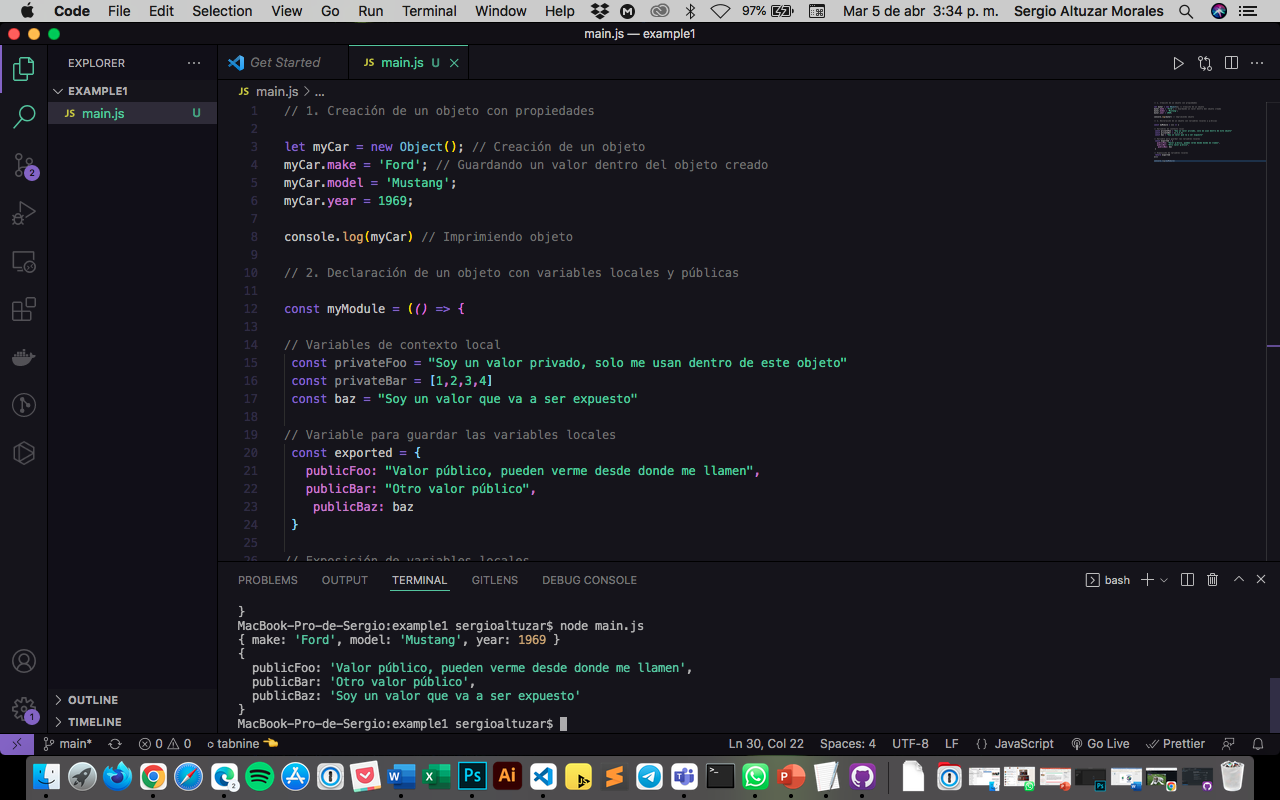 Code File Edit Selection View Go Run Terminal Window Help 97% Mar 5 de abr 3:34 p. m. Sergio Altuzar Morales
main.js — example1
EXPLORER ···
EXAMPLE1
JS main.js U
Get Started
JS main.js U
JS main.js > ...
1 // 1. Creación de un objeto con propiedades
2
3 let myCar = new Object(); // Creación de un objeto
4 myCar.make = 'Ford'; // Guardando un valor dentro del objeto creado
5 myCar.model = 'Mustang';
6 myCar.year = 1969;
7
8 console.log(myCar) // Imprimiendo objeto
9
10 // 2. Declaración de un objeto con variables locales y públicas
11
12 const myModule = (() => {
13
14 // Variables de contexto local
15 const privateFoo = "Soy un valor privado, solo me usan dentro de este objeto"
16 const privateBar = [1,2,3,4]
17 const baz = "Soy un valor que va a ser expuesto"
18
19 // Variable para guardar las variables locales
20 const exported = {
21 publicFoo: "Valor público, pueden verme desde donde me llamen",
22 publicBar: "Otro valor público",
23 publicBaz: baz
24 }
25
26 // Exposición de variables locales
2
1
OUTLINE
TIMELINE
PROBLEMS OUTPUT TERMINAL GITLENS DEBUG CONSOLE bash
}
MacBook-Pro-de-Sergio:example1 sergioaltuzar$ node main.js
{ make: 'Ford', model: 'Mustang', year: 1969 }
{
publicFoo: 'Valor público, pueden verme desde donde me llamen',
publicBar: 'Otro valor público',
publicBaz: 'Soy un valor que va a ser expuesto'
}
MacBook-Pro-de-Sergio:example1 sergioaltuzar$
main* 0 0 tabnine Ln 30, Col 22 Spaces: 4 UTF-8 LF {} JavaScript Go Live Prettier
2 W X Ps Ai P